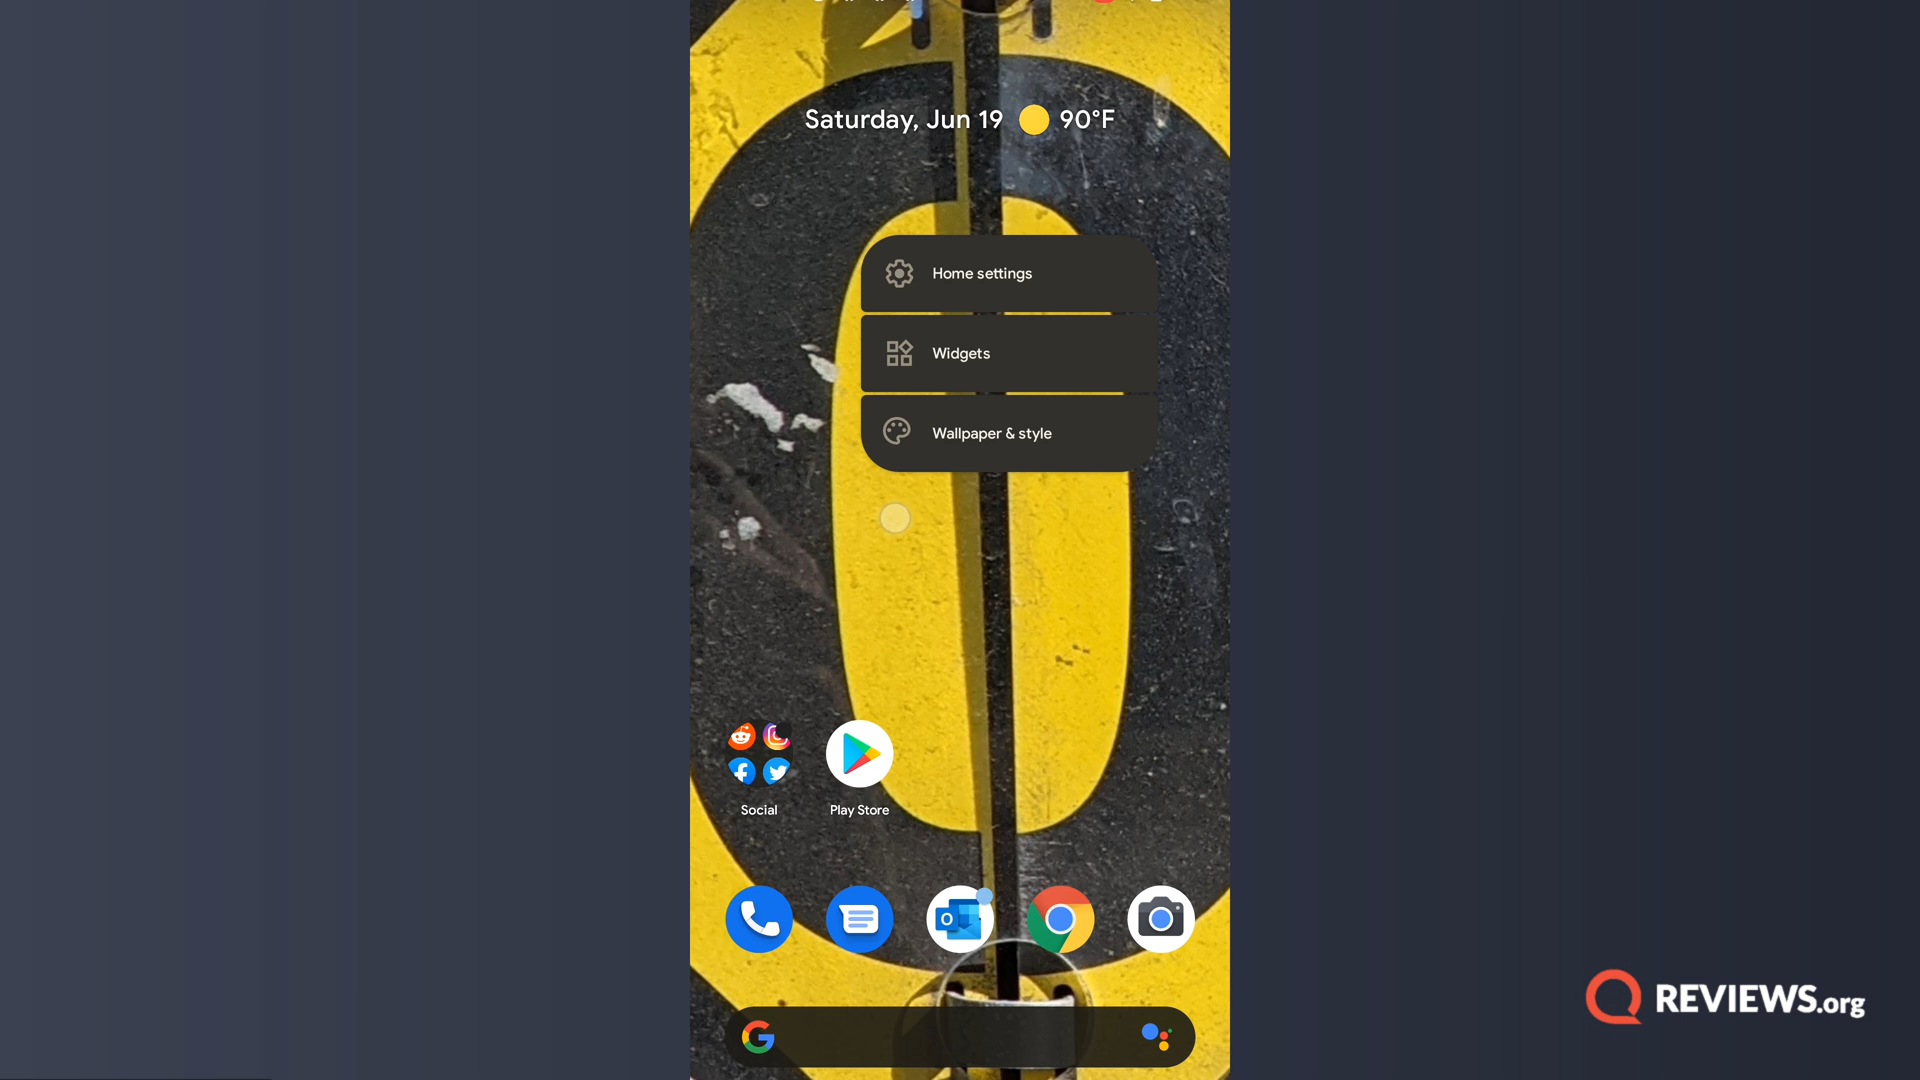 Saturday, Jun 19 90°F
Home settings
Widgets
Wallpaper & style
Social
Play Store
REVIEWS.org